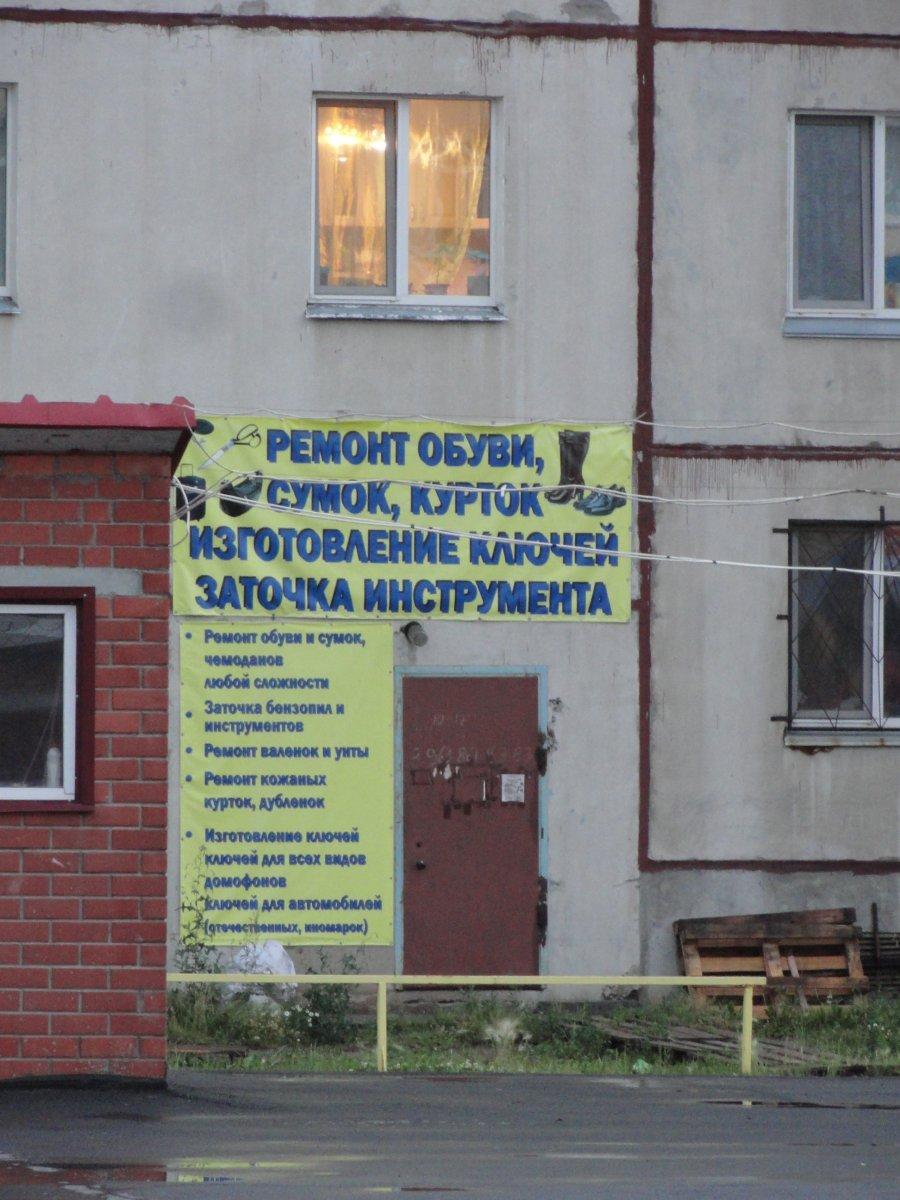 РЕМОНТ ОБУВИ,
СУМОК, КУРТОК
ИЗГОТОВЛЕНИЕ КЛЮЧЕЙ
ЗАТОЧКА ИНСТРУМЕНТА
• Ремонт обуви и сумок,
чемоданов
любой сложности
• Заточка бензопил и
инструментов
• Ремонт валенок и унты
• Ремонт кожаных
курток, дубленок
• Изготовление ключей
ключей для всех видов
домофонов
ключей для автомобилей
(отечественных, иномарок)